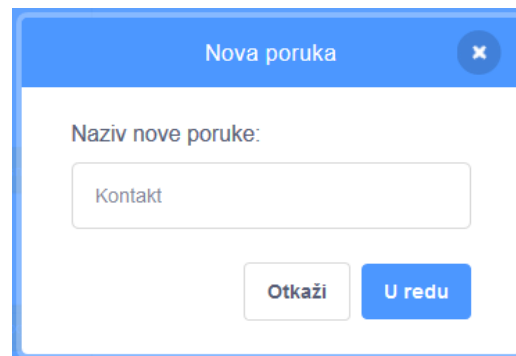 Nova poruka
Naziv nove poruke:
Kontakt
Otkaži
U redu